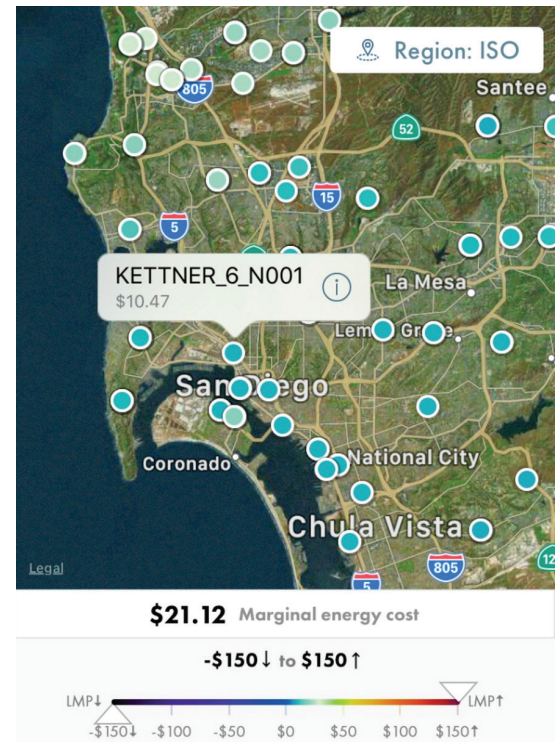 Region: ISO
Santee
805
52
15
5
KETTNER_6_N001
$10.47
La Mesa
San Diego
Coronado
National City
Chula Vista
Legal
805
5
$21.12 Marginal energy cost
-$150↓ to $150↑
LMP↓
LMP↑
-$150↓ -$100 -$50 $0 $50 $100 $150↑